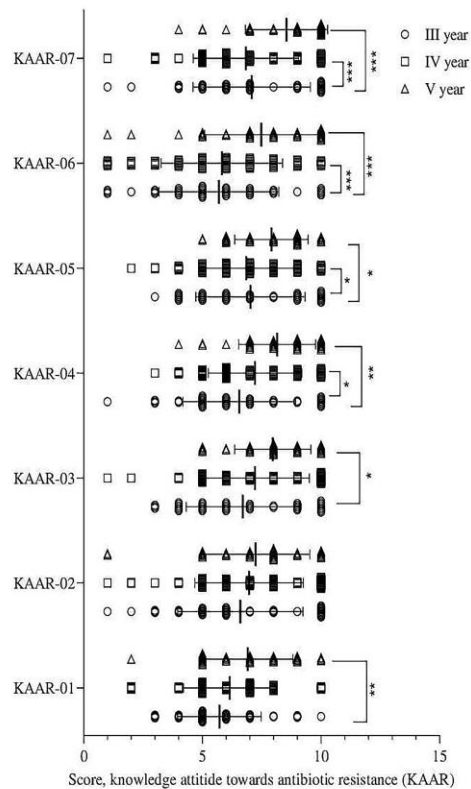 III year
IV year
V year
KAAR-07
***
***
KAAR-06
***
***
KAAR-05
*
*
KAAR-04
**
*
KAAR-03
*
KAAR-02
KAAR-01
**
0 5 10 15
Score, knowledge attitide towards antibiotic resistance (KAAR)